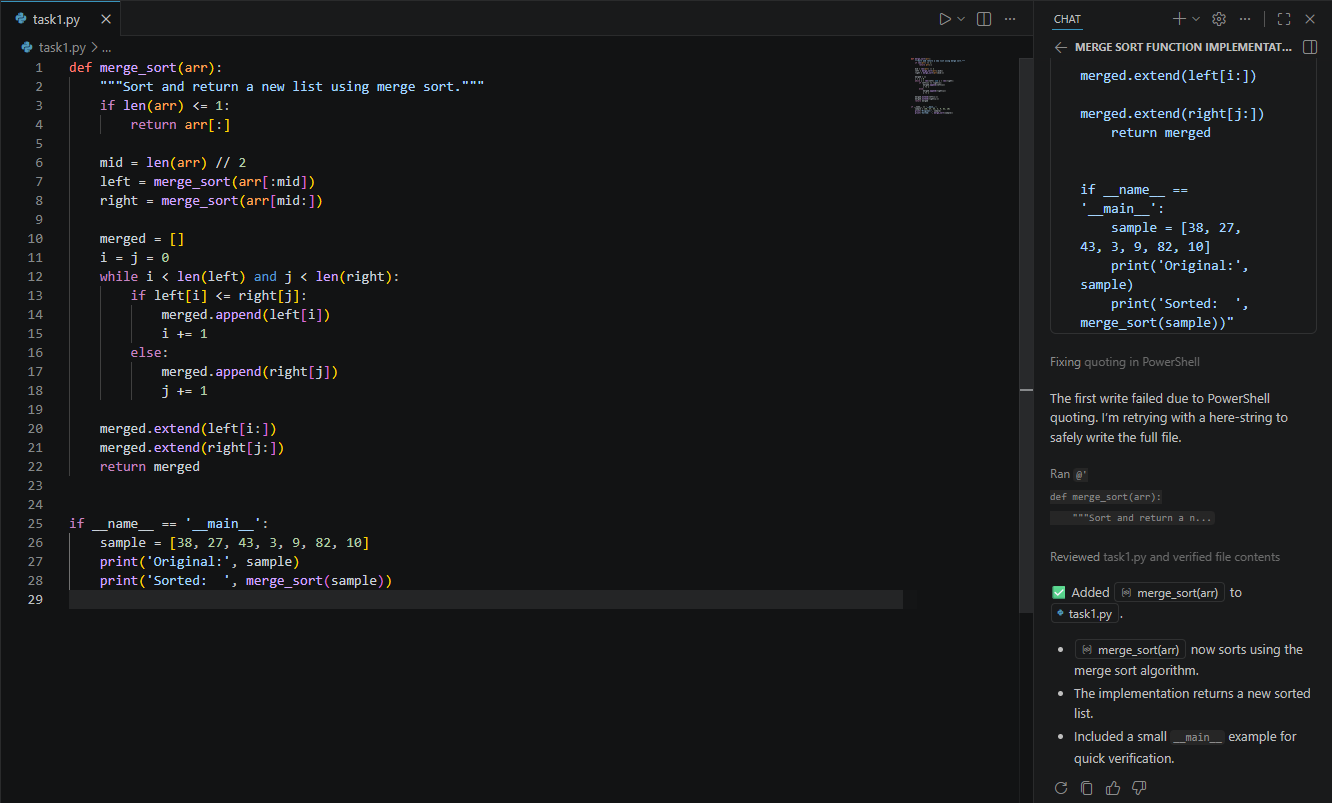 task1.py
task1.py > ...
1 def merge_sort(arr):
2     """Sort and return a new list using merge sort."""
3     if len(arr) <= 1:
4         return arr[:]
5
6     mid = len(arr) // 2
7     left = merge_sort(arr[:mid])
8     right = merge_sort(arr[mid:])
9
10     merged = []
11     i = j = 0
12     while i < len(left) and j < len(right):
13         if left[i] <= right[j]:
14             merged.append(left[i])
15             i += 1
16         else:
17             merged.append(right[j])
18             j += 1
19
20     merged.extend(left[i:])
21     merged.extend(right[j:])
22     return merged
23
24
25 if __name__ == '__main__':
26     sample = [38, 27, 43, 3, 9, 82, 10]
27     print('Original:', sample)
28     print('Sorted:  ', merge_sort(sample))
29
CHAT
MERGE SORT FUNCTION IMPLEMENTAT...
merged.extend(left[i:])
merged.extend(right[j:])
    return merged
if __name__ ==
'__main__':
    sample = [38, 27,
43, 3, 9, 82, 10]
    print('Original:',
sample)
    print('Sorted:  ',
merge_sort(sample))"
Fixing quoting in PowerShell
The first write failed due to PowerShell
quoting. I'm retrying with a here-string to
safely write the full file.
Ran @'
def merge_sort(arr):
    """Sort and return a n...
Reviewed task1.py and verified file contents
✅ Added merge_sort(arr) to
task1.py .
• merge_sort(arr) now sorts using the
merge sort algorithm.
• The implementation returns a new sorted
list.
• Included a small __main__ example for
quick verification.